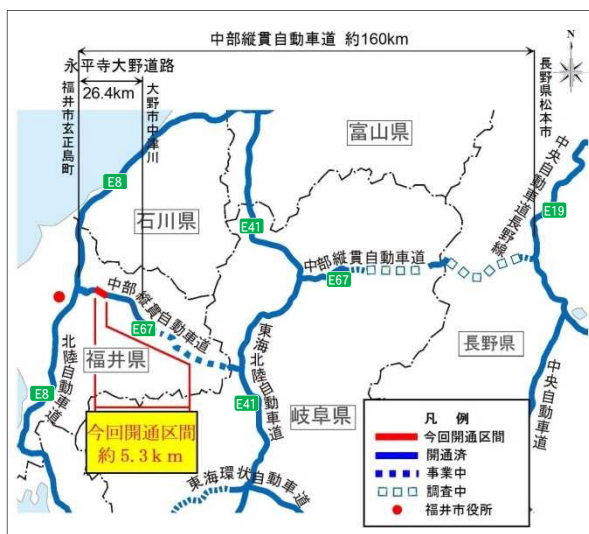 中部縦貫自動車道 約160km
N
永平寺大野道路
26.4km
福井市玄正島町
大野市中津川
長野県松本市
富山県
石川県
E8
E41
E19
中央自動車道長野線
中部縦貫自動車道
E67
中部縦貫自動車道
E67
福井県
北陸自動車道
E8
東海北陸自動車道
E41
長野県
岐阜県
中央自動車道
今回開通区間
約5.3km
東海環状自動車道
凡 例
今回開通区間
開通済
事業中
調査中
福井市役所